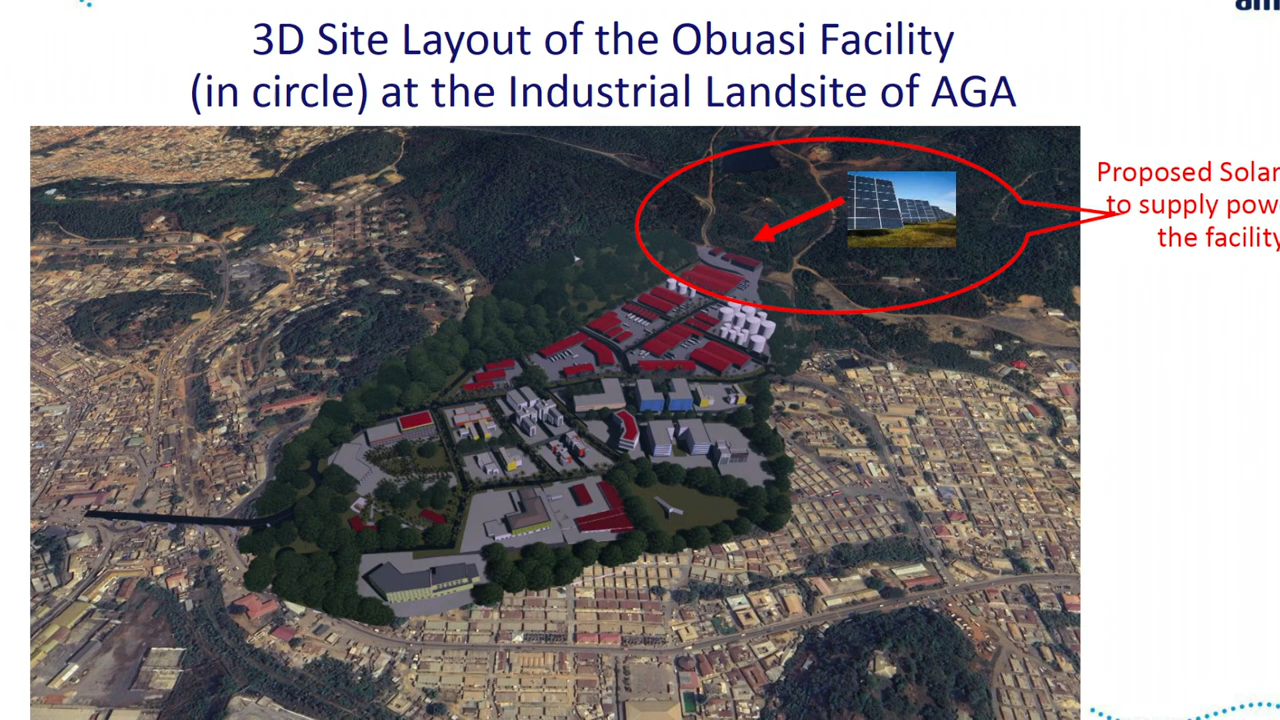 3D Site Layout of the Obuasi Facility
(in circle) at the Industrial Landsite of AGA
Proposed Solar
to supply pow
the facility